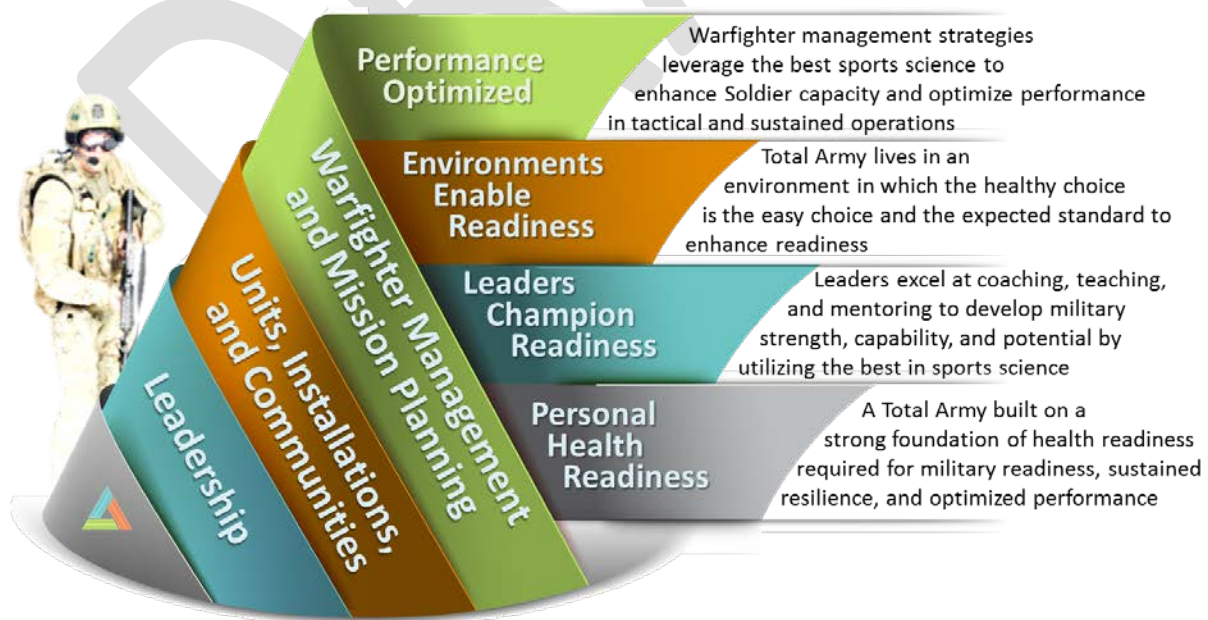 Performance
Optimized
Warfighter management strategies
leverage the best sports science to
enhance Soldier capacity and optimize performance
in tactical and sustained operations
Environments
Enable
Readiness
Total Army lives in an
environment in which the healthy choice
is the easy choice and the expected standard to
enhance readiness
Leaders
Champion
Readiness
Leaders excel at coaching, teaching,
and mentoring to develop military
strength, capability, and potential by
utilizing the best in sports science
Personal
Health
Readiness
A Total Army built on a
strong foundation of health readiness
required for military readiness, sustained
resilience, and optimized performance
Leadership
Units, Installations,
and Communities
Warfighter Management
and Mission Planning